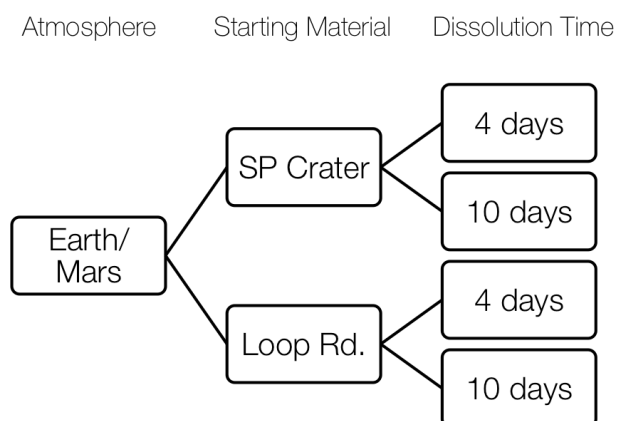 Atmosphere
Starting Material
Dissolution Time
4 days
SP Crater
10 days
Earth/
Mars
4 days
Loop Rd.
10 days